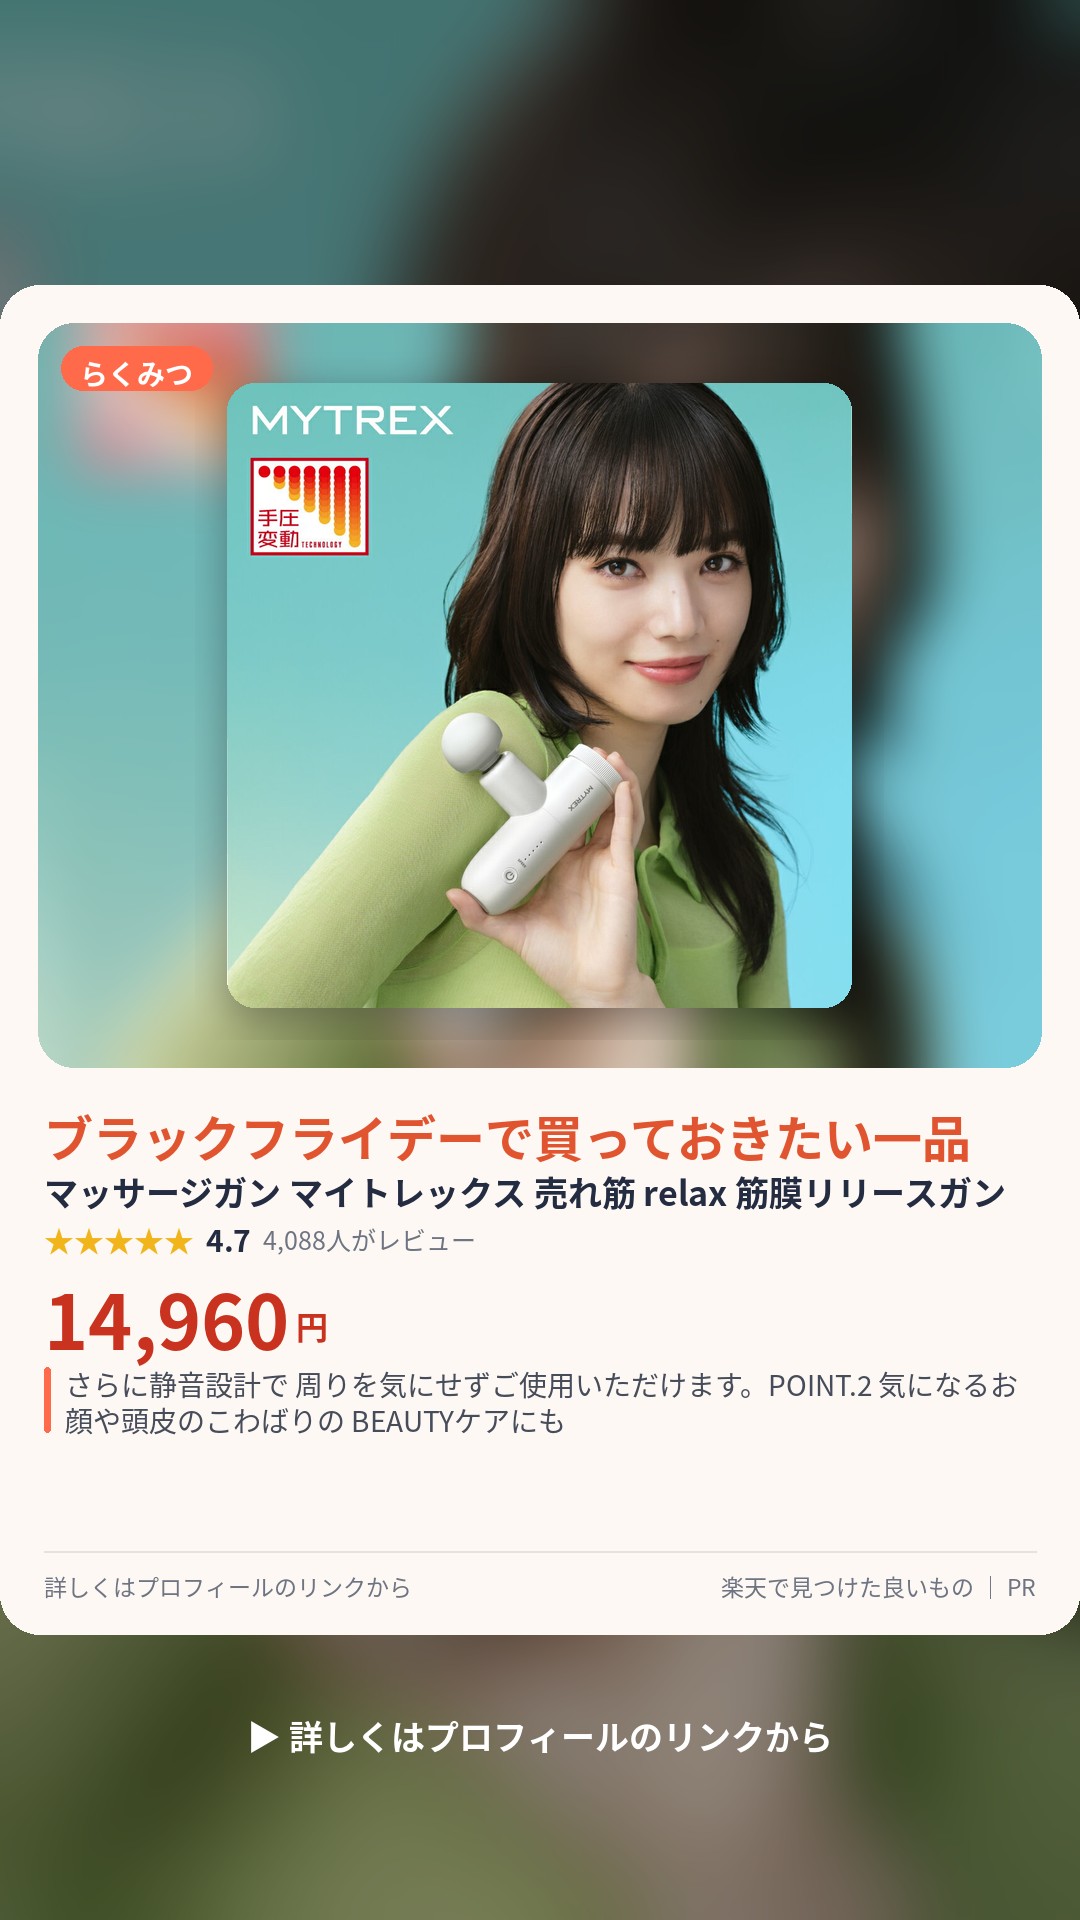 らくみつ
MYTREX
手圧
変動 TECHNOLOGY
MYTREX
ブラックフライデーで買っておきたい一品
マッサージガン マイトレックス 売れ筋 relax 筋膜リリースガン
★★★★★ 4.7 4,088人がレビュー
14,960円
さらに静音設計で 周りを気にせずご使用いただけます。POINT.2 気になるお
顔や頭皮のこわばりの BEAUTYケアにも
詳しくはプロフィールのリンクから
楽天で見つけた良いもの ｜ PR
▶ 詳しくはプロフィールのリンクから